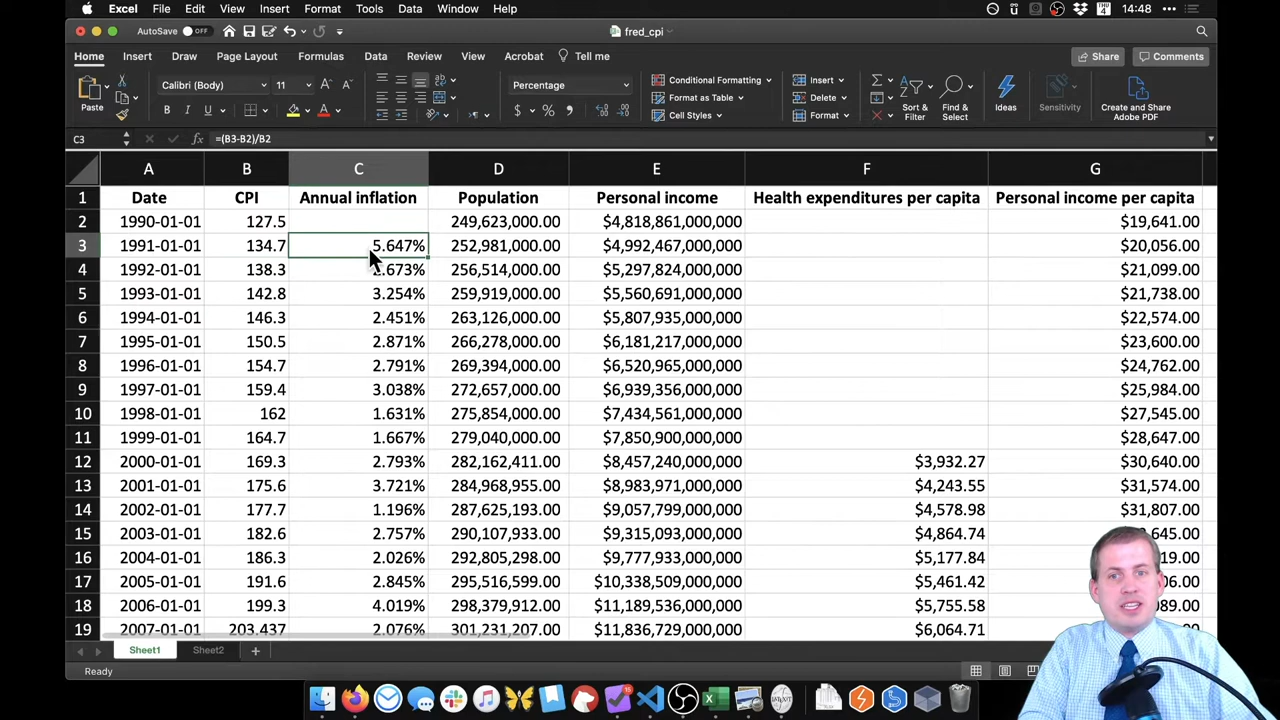 Excel File Edit View Insert Format Tools Data Window Help THU 4 14:48
AutoSave OFF fred_cpi
Home Insert Draw Page Layout Formulas Data Review View Acrobat Tell me Share Comments
Paste Calibri (Body) 11 A A ab Percentage Conditional Formatting Insert Sort & Filter Find & Select Ideas Sensitivity Create and Share Adobe PDF
B I U A $ % Format as Table Delete
Cell Styles Format
C3 fx =(B3-B2)/B2
A B C D E F G
1 Date CPI Annual inflation Population Personal income Health expenditures per capita Personal income per capita
2 1990-01-01 127.5 249,623,000.00 $4,818,861,000,000 $19,641.00
3 1991-01-01 134.7 5.647% 252,981,000.00 $4,992,467,000,000 $20,056.00
4 1992-01-01 138.3 .673% 256,514,000.00 $5,297,824,000,000 $21,099.00
5 1993-01-01 142.8 3.254% 259,919,000.00 $5,560,691,000,000 $21,738.00
6 1994-01-01 146.3 2.451% 263,126,000.00 $5,807,935,000,000 $22,574.00
7 1995-01-01 150.5 2.871% 266,278,000.00 $6,181,217,000,000 $23,600.00
8 1996-01-01 154.7 2.791% 269,394,000.00 $6,520,965,000,000 $24,762.00
9 1997-01-01 159.4 3.038% 272,657,000.00 $6,939,356,000,000 $25,984.00
10 1998-01-01 162 1.631% 275,854,000.00 $7,434,561,000,000 $27,545.00
11 1999-01-01 164.7 1.667% 279,040,000.00 $7,850,900,000,000 $28,647.00
12 2000-01-01 169.3 2.793% 282,162,411.00 $8,457,240,000,000 $3,932.27 $30,640.00
13 2001-01-01 175.6 3.721% 284,968,955.00 $8,983,971,000,000 $4,243.55 $31,574.00
14 2002-01-01 177.7 1.196% 287,625,193.00 $9,057,799,000,000 $4,578.98 $31,807.00
15 2003-01-01 182.6 2.757% 290,107,933.00 $9,315,093,000,000 $4,864.74 645.00
16 2004-01-01 186.3 2.026% 292,805,298.00 $9,777,933,000,000 $5,177.84 19.00
17 2005-01-01 191.6 2.845% 295,516,599.00 $10,338,509,000,000 $5,461.42 06.00
18 2006-01-01 199.3 4.019% 298,379,912.00 $11,189,536,000,000 $5,755.58 089.00
19 2007-01-01 203.437 2.076% 301,231,207.00 $11,836,729,000,000 $6,064.71 .00
Sheet1 Sheet2 +
Ready